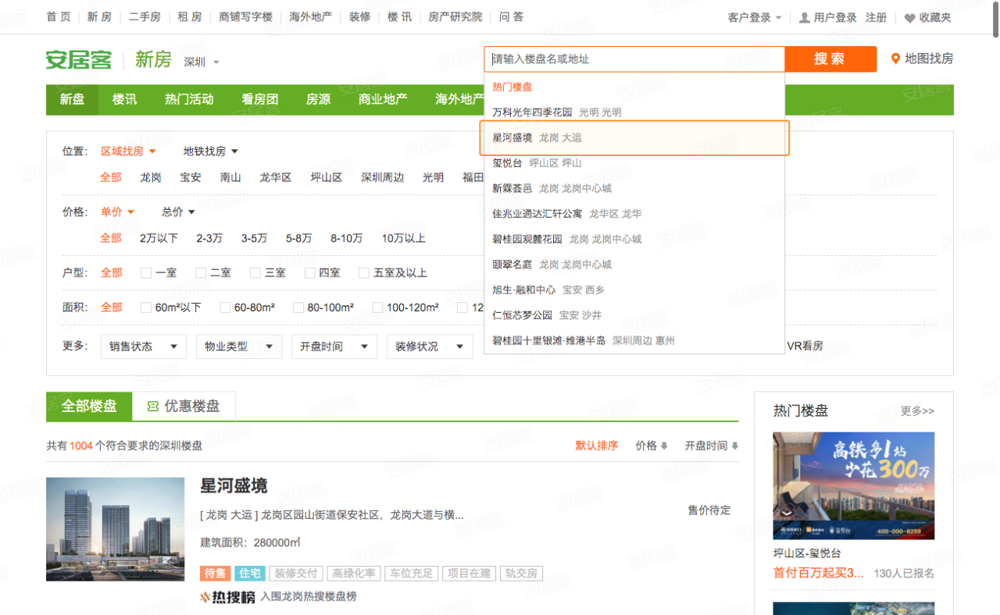 首 页 新 房 二手房 租 房 商铺写字楼 海外地产 装修 楼 讯 房产研究院 问 答 客户登录 用户登录 注册 收藏夹
安居客 新房 深圳 请输入楼盘名或地址 搜 索 地图找房
热门楼盘
新盘 楼讯 热门活动 看房团 房源 商业地产 海外地产
万科光年四季花园 光明 光明
星河盛境 龙岗 大运
位置： 区域找房 地铁找房
玺悦台 坪山区 坪山
全部 龙岗 宝安 南山 龙华区 坪山区 深圳周边 光明 福田
新霖荟邑 龙岗 龙岗中心城
价格： 单价 总价
佳兆业通达汇轩公寓 龙华区 龙华
全部 2万以下 2-3万 3-5万 5-8万 8-10万 10万以上
碧桂园观麓花园 龙岗 龙岗中心城
颐翠名庭 龙岗 龙岗中心城
户型： 全部 一室 二室 三室 四室 五室及以上
旭生·融和中心 宝安 西乡
面积： 全部 60m²以下 60-80m² 80-100m² 100-120m² 12
仁恒芯梦公园 宝安 沙井
碧桂园十里银滩·维港半岛 深圳周边 惠州
更多： 销售状态 物业类型 开盘时间 装修状况 VR看房
全部楼盘 优惠楼盘
热门楼盘 更多>>
共有1004个符合要求的深圳楼盘 默认排序 价格 开盘时间
高铁多1站
少花300万
星河盛境
[ 龙岗 大运 ] 龙岗区园山街道保安社区，龙岗大道与横... 售价待定
建筑面积：280000㎡
玺悦台 400-000-8259
坪山区-玺悦台
待售 住宅 装修交付 高绿化率 车位充足 项目在建 轨交房
首付百万起买3... 130人已报名
热搜榜 入围龙岗热搜楼盘榜